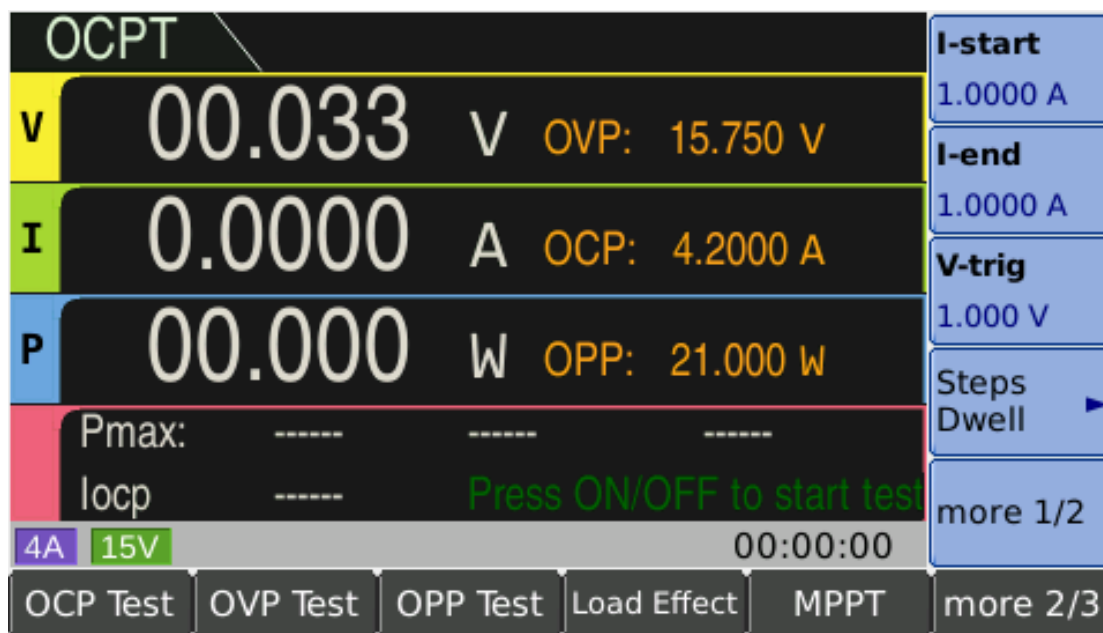 OCPT
V 00.033 V OVP: 15.750 V
I 0.0000 A OCP: 4.2000 A
P 00.000 W OPP: 21.000 W
Pmax: ------ ------ ------
Iocp ------ Press ON/OFF to start test
4A 15V 00:00:00
I-start
1.0000 A
I-end
1.0000 A
V-trig
1.000 V
Steps
Dwell
more 1/2
OCP Test OVP Test OPP Test Load Effect MPPT more 2/3